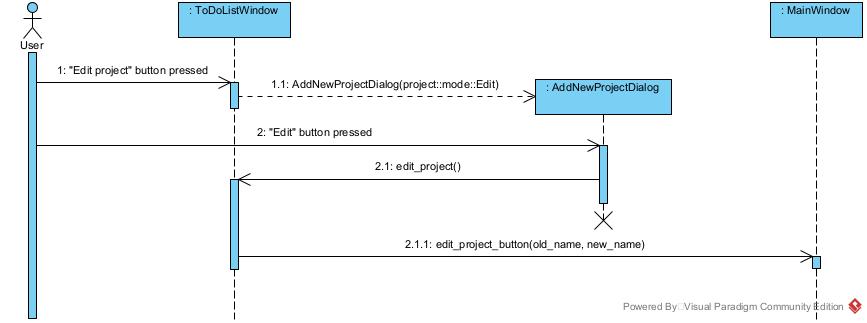 : ToDoListWindow
: MainWindow
User
1: "Edit project" button pressed
1.1: AddNewProjectDialog(project::mode::Edit)
: AddNewProjectDialog
2: "Edit" button pressed
2.1: edit_project()
2.1.1: edit_project_button(old_name, new_name)
Powered By Visual Paradigm Community Edition